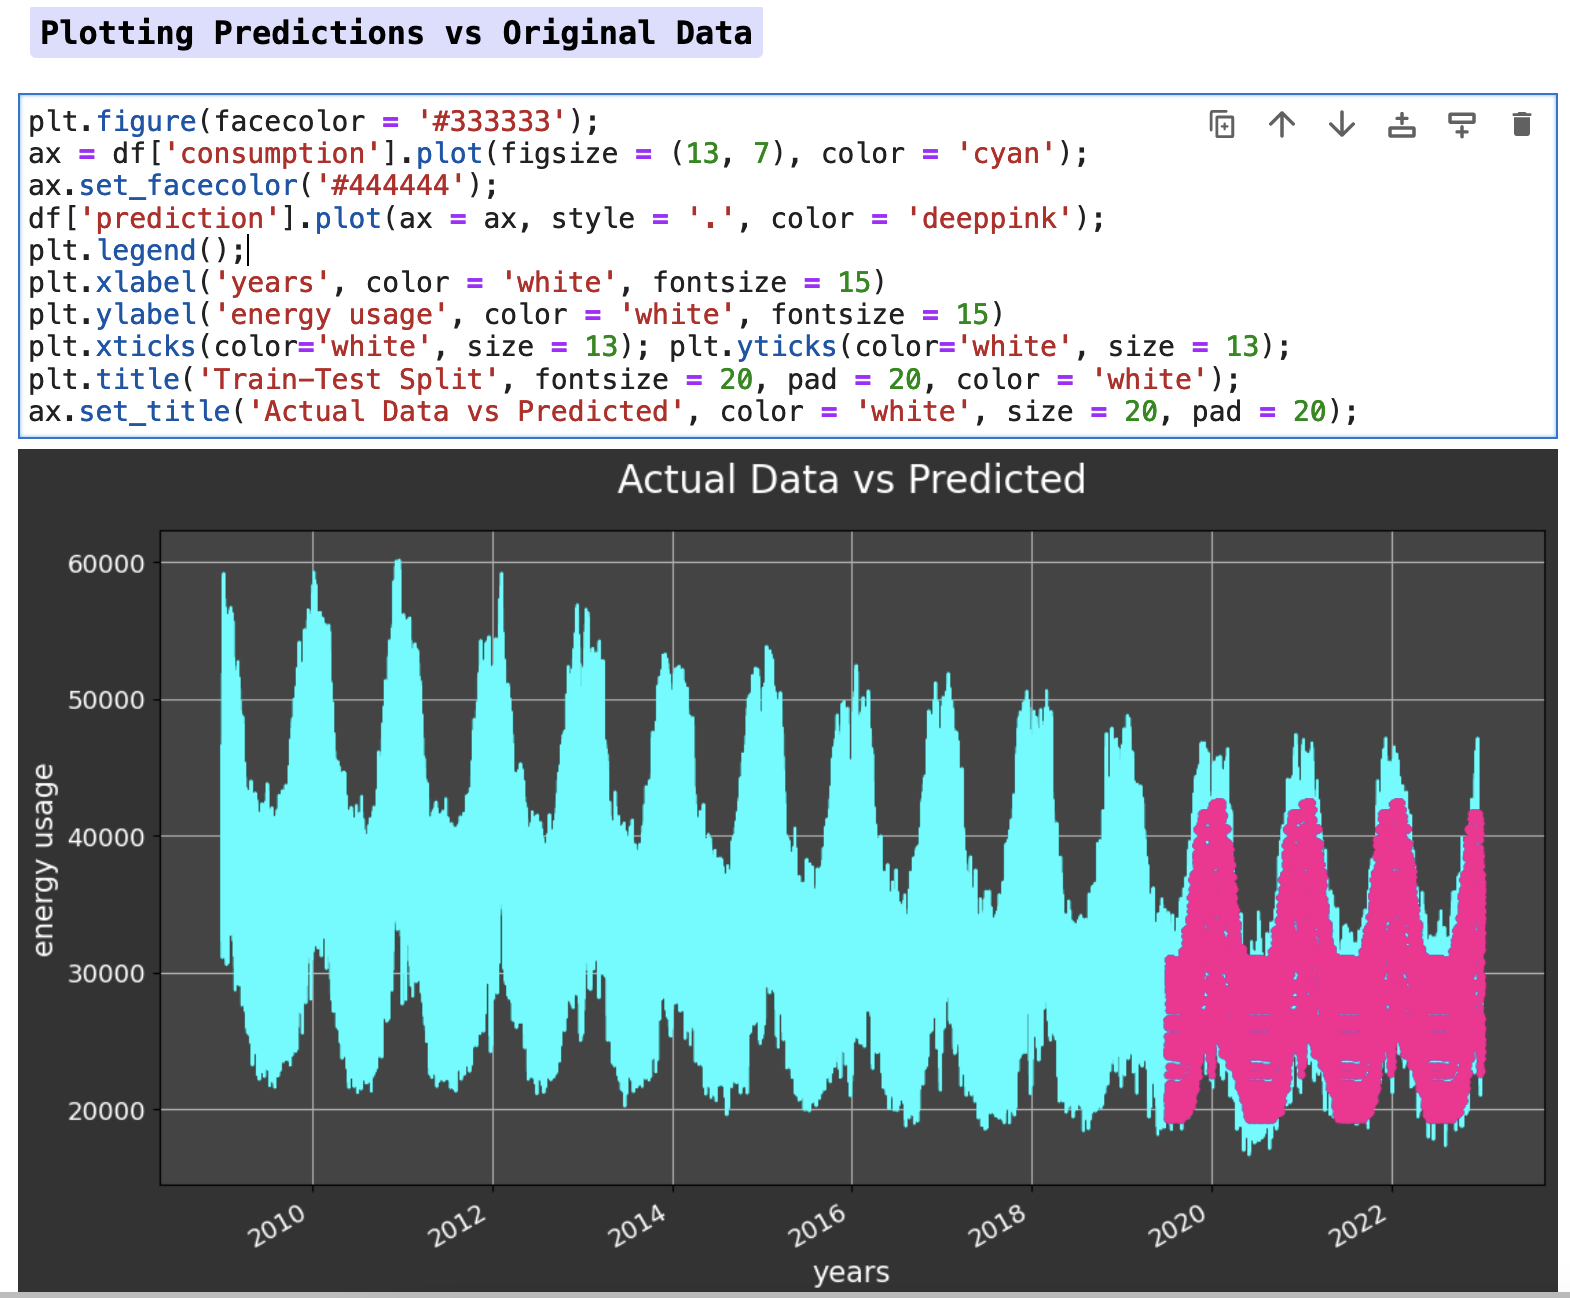 Plotting Predictions vs Original Data
plt.figure(facecolor = '#333333');
ax = df['consumption'].plot(figsize = (13, 7), color = 'cyan');
ax.set_facecolor('#444444');
df['prediction'].plot(ax = ax, style = '.', color = 'deeppink');
plt.legend();
plt.xlabel('years', color = 'white', fontsize = 15)
plt.ylabel('energy usage', color = 'white', fontsize = 15)
plt.xticks(color='white', size = 13); plt.yticks(color='white', size = 13);
plt.title('Train-Test Split', fontsize = 20, pad = 20, color = 'white');
ax.set_title('Actual Data vs Predicted', color = 'white', size = 20, pad = 20);
Actual Data vs Predicted
60000
50000
40000
30000
20000
energy usage
2010
2012
2014
2016
2018
2020
2022
years